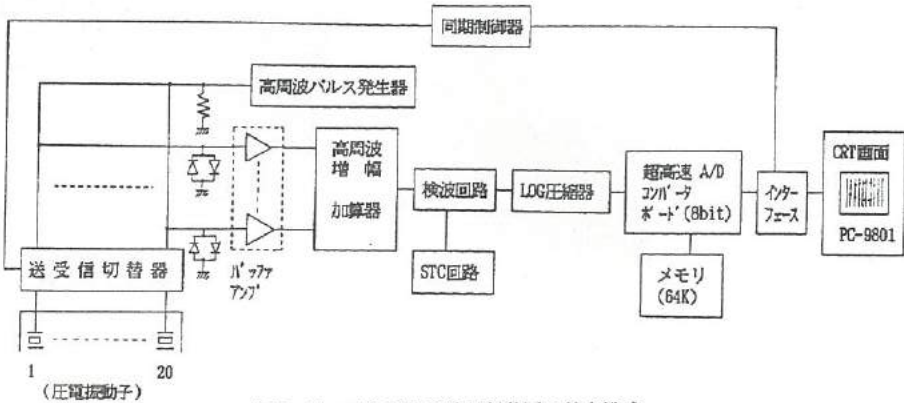 同期制御器
高周波パルス発生器
高周波
増幅
加算器
検波回路
LOG圧縮器
超高速 A/D
コンバータ
ボード(8bit)
インター
フェース
CRT画面
PC-9801
送受信切替器
バッファ
アンプ
STC回路
メモリ
(64K)
1
20
(圧電振動子)